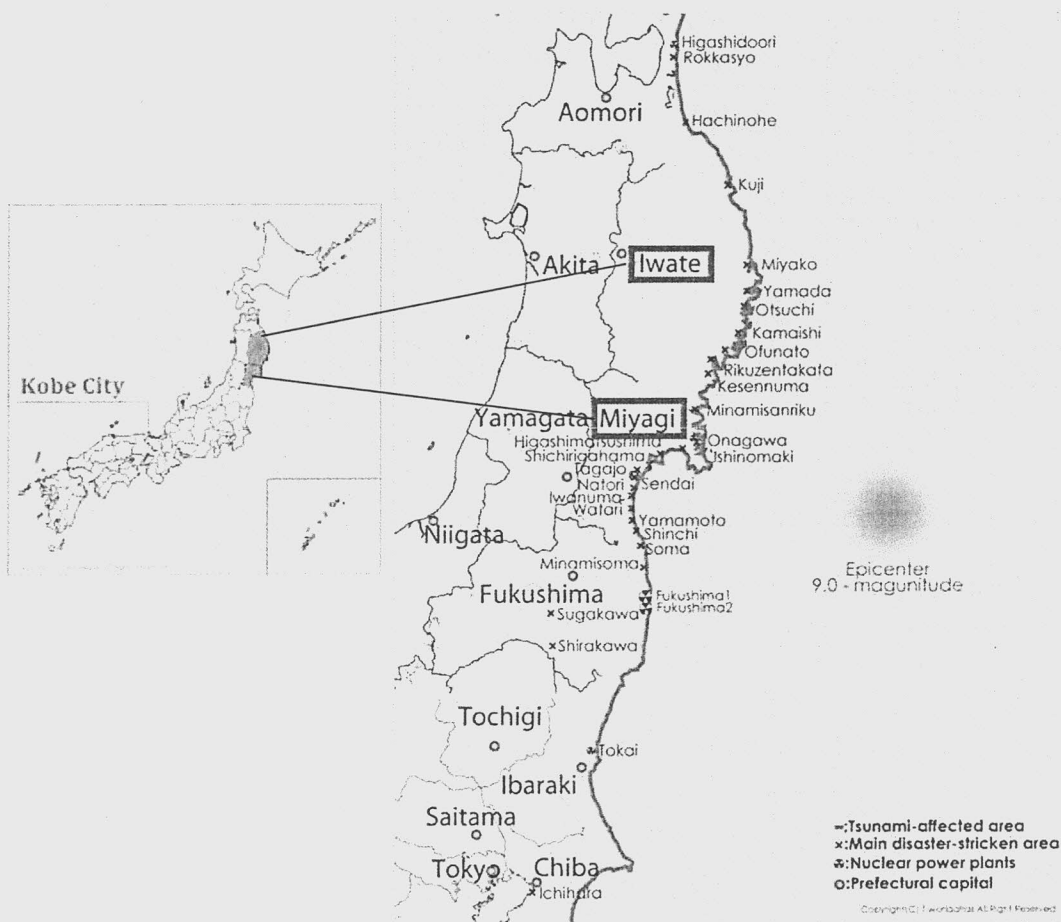 Higashidoori
Rokkasyo
Aomori
Hachinohe
Kuji
Akita
Iwate
Miyako
Yamada
Otsuchi
Kamaishi
Ofunato
Rikuzentakata
Kesennuma
Kobe City
Yamagata
Miyagi
Minamisanriku
Higashimatsushima
Onagawa
Shichirigahama
Ishinomaki
Tagajo
Natori
Sendai
Iwanuma
Watari
Yamamoto
Niigata
Shinchi
Soma
Minamisoma
Epicenter
9.0 - magunitude
Fukushima
Fukushima1
Fukushima2
Sugakawa
Shirakawa
Tochigi
Tokai
Ibaraki
Saitama
Tokyo
Chiba
Ichihara
:Tsunami-affected area
×:Main disaster-stricken area
:Nuclear power plants
:Prefectural capital